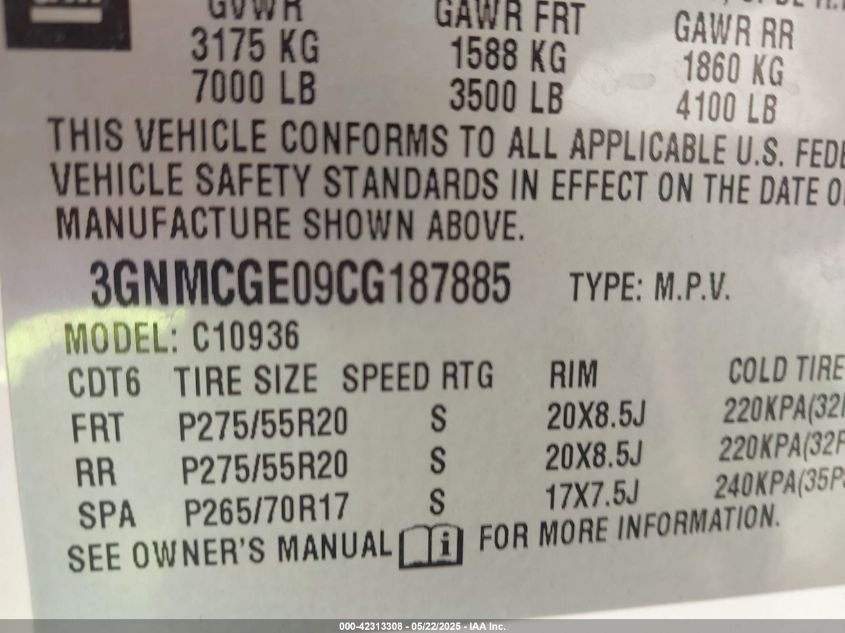 GVWR GAWR FRT GAWR RR
3175 KG 1588 KG 1860 KG
7000 LB 3500 LB 4100 LB
THIS VEHICLE CONFORMS TO ALL APPLICABLE U.S. FEDE
VEHICLE SAFETY STANDARDS IN EFFECT ON THE DATE O
MANUFACTURE SHOWN ABOVE.
3GNMCGE09CG187885 TYPE: M.P.V.
MODEL: C10936
CDT6 TIRE SIZE SPEED RTG RIM COLD TIRE
FRT P275/55R20 S 20X8.5J 220KPA(32
RR P275/55R20 S 20X8.5J 220KPA(32P
SPA P265/70R17 S 17X7.5J 240KPA(35P
SEE OWNER'S MANUAL i FOR MORE INFORMATION.
000-42313308 - 05/22/2025 - IAA Inc.